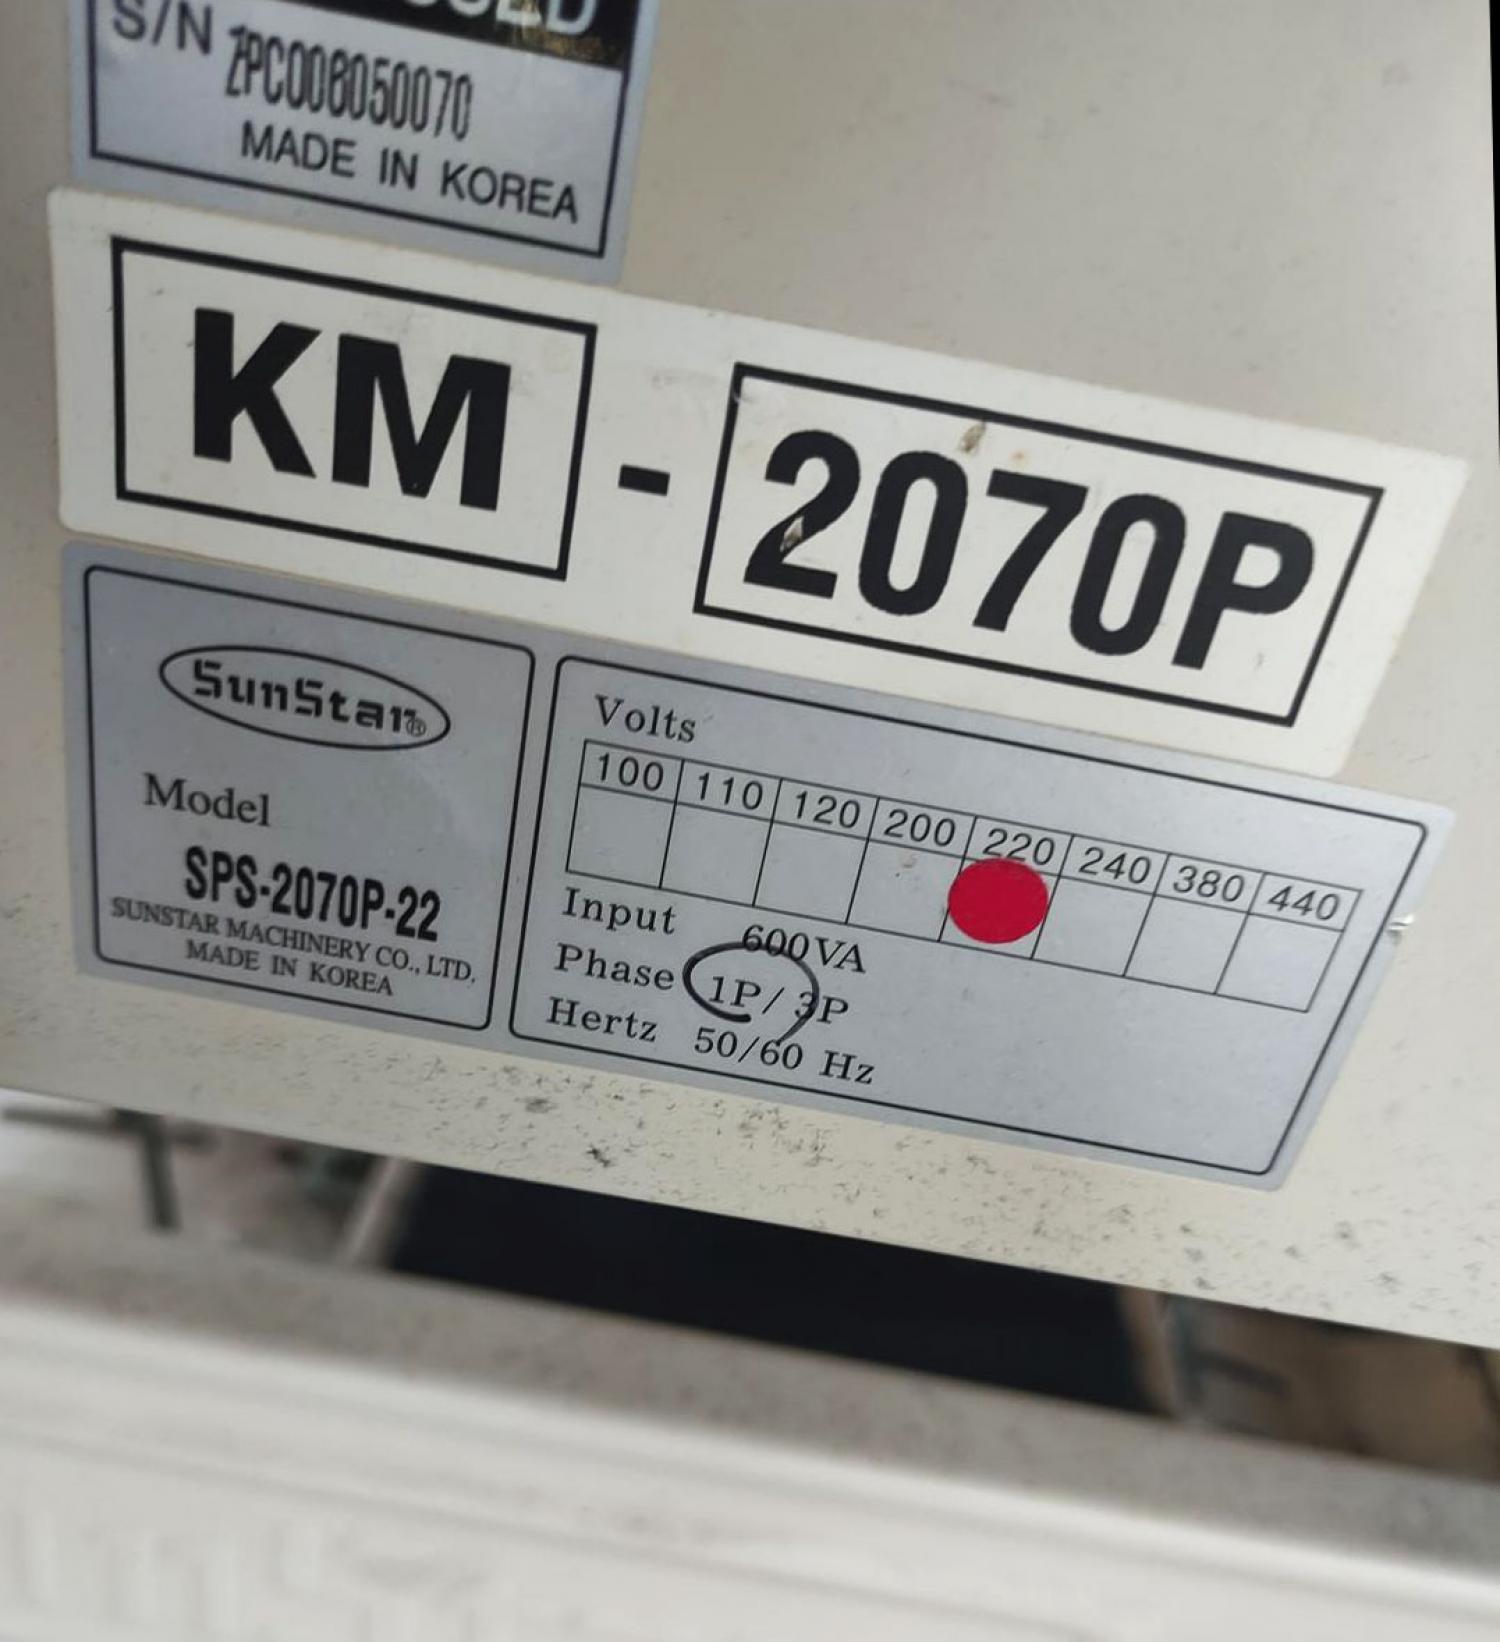 S/N ZPC006050070
MADE IN KOREA
KM - 2070P
SunStar®
Model
SPS-2070P-22
SUNSTAR MACHINERY CO., LTD.
MADE IN KOREA
Volts
100 110 120 200 220 240 380 440
Input 600VA
Phase 1P/3P
Hertz 50/60 Hz